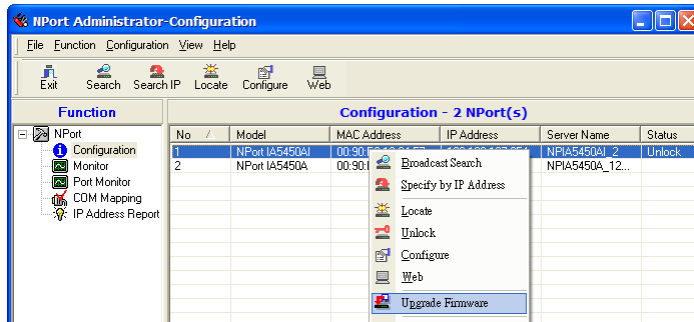 NPort Administrator-Configuration
File Function Configuration View Help
Exit Search Search IP Locate Configure Web
Function
Configuration - 2 NPort(s)
NPort
Configuration
Monitor
Port Monitor
COM Mapping
IP Address Report
No Model MAC Address IP Address Server Name Status
1 NPort IA5450AI NPIA5450AI_2 Unlock
2 NPort IA5450A NPIA5450A_12...
Broadcast Search
Specify by IP Address
Locate
Unlock
Configure
Web
Upgrade Firmware